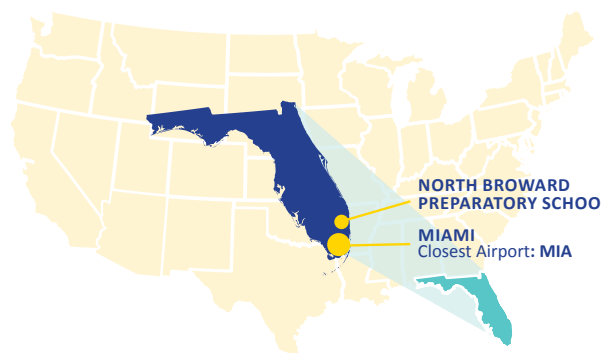 NORTH BROWARD
PREPARATORY SCHOO
MIAMI
Closest Airport: MIA